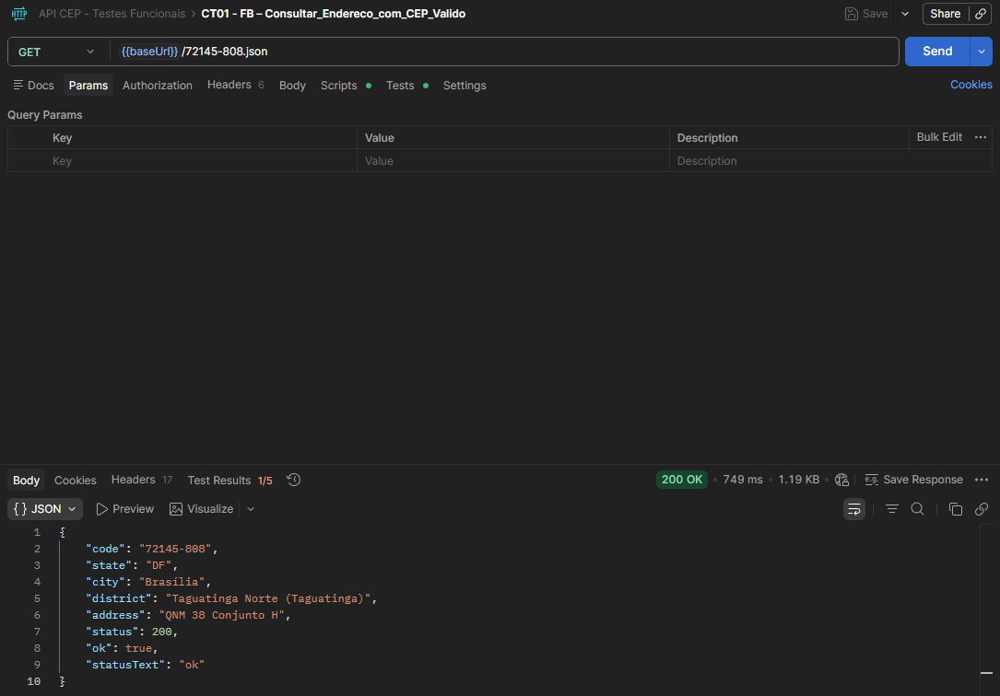 HTTP API CEP - Testes Funcionais > CT01 - FB – Consultar_Endereco_com_CEP_Valido Save Share
GET {{baseUrl}} /72145-808.json Send
Docs Params Authorization Headers 6 Body Scripts Tests Settings Cookies
Query Params
Key Value Description Bulk Edit
Key Value Description
Body Cookies Headers 17 Test Results 1/5 200 OK 749 ms 1.19 KB e.g. Save Response
{} JSON Preview Visualize
1 {
2 "code": "72145-808",
3 "state": "DF",
4 "city": "Brasília",
5 "district": "Taguatinga Norte (Taguatinga)",
6 "address": "QNM 38 Conjunto H",
7 "status": 200,
8 "ok": true,
9 "statusText": "ok"
10 }